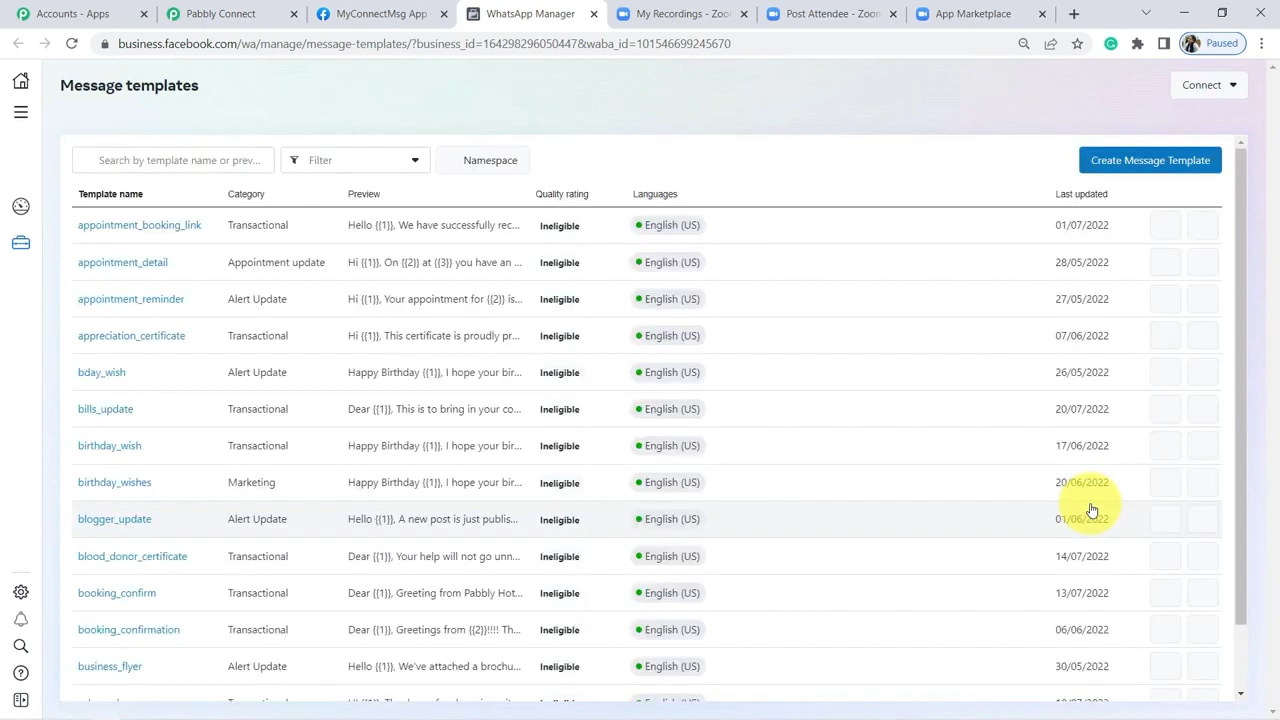 Accounts - Apps
Pabbly Connect
MyConnectMsg App
WhatsApp Manager
My Recordings - Zoo
Post Attendee - Zoom
App Marketplace
business.facebook.com/wa/manage/message-templates/?business_id=164298296050447&waba_id=101546699245670
Paused
Message templates
Connect
Search by template name or prev...
Filter
Namespace
Create Message Template
Template name Category Preview Quality rating Languages Last updated
appointment_booking_link Transactional Hello {{1}}, We have successfully rec... Ineligible English (US) 01/07/2022
appointment_detail Appointment update Hi {{1}}, On {{2}} at {{3}} you have an ... Ineligible English (US) 28/05/2022
appointment_reminder Alert Update Hi {{1}}, Your appointment for {{2}} is... Ineligible English (US) 27/05/2022
appreciation_certificate Transactional Hi {{1}}, This certificate is proudly pr... Ineligible English (US) 07/06/2022
bday_wish Alert Update Happy Birthday {{1}}, I hope your bir... Ineligible English (US) 26/05/2022
bills_update Transactional Dear {{1}}, This is to bring in your co... Ineligible English (US) 20/07/2022
birthday_wish Transactional Happy Birthday {{1}}, I hope your bir... Ineligible English (US) 17/06/2022
birthday_wishes Marketing Happy Birthday {{1}}, I hope your bir... Ineligible English (US) 20/06/2022
blogger_update Alert Update Hello {{1}}, A new post is just publis... Ineligible English (US) 01/06/2022
blood_donor_certificate Transactional Dear {{1}}, Your help will not go unn... Ineligible English (US) 14/07/2022
booking_confirm Transactional Dear {{1}}, Greeting from Pabbly Hot... Ineligible English (US) 13/07/2022
booking_confirmation Transactional Dear {{1}}, Greetings from {{2}}!!!! Th... Ineligible English (US) 06/06/2022
business_flyer Alert Update Hello {{1}}, We've attached a brochu... Ineligible English (US) 30/05/2022